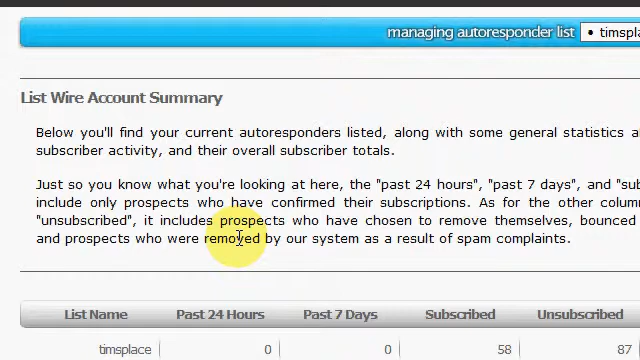 managing autoresponder list • timspla
List Wire Account Summary
Below you'll find your current autoresponders listed, along with some general statistics a
subscriber activity, and their overall subscriber totals.
Just so you know what you're looking at here, the "past 24 hours", "past 7 days", and "sub
include only prospects who have confirmed their subscriptions. As for the other colum
"unsubscribed", it includes prospects who have chosen to remove themselves, bounced
and prospects who were removed by our system as a result of spam complaints.
List Name Past 24 Hours Past 7 Days Subscribed Unsubscribed
timsplace 0 0 58 87